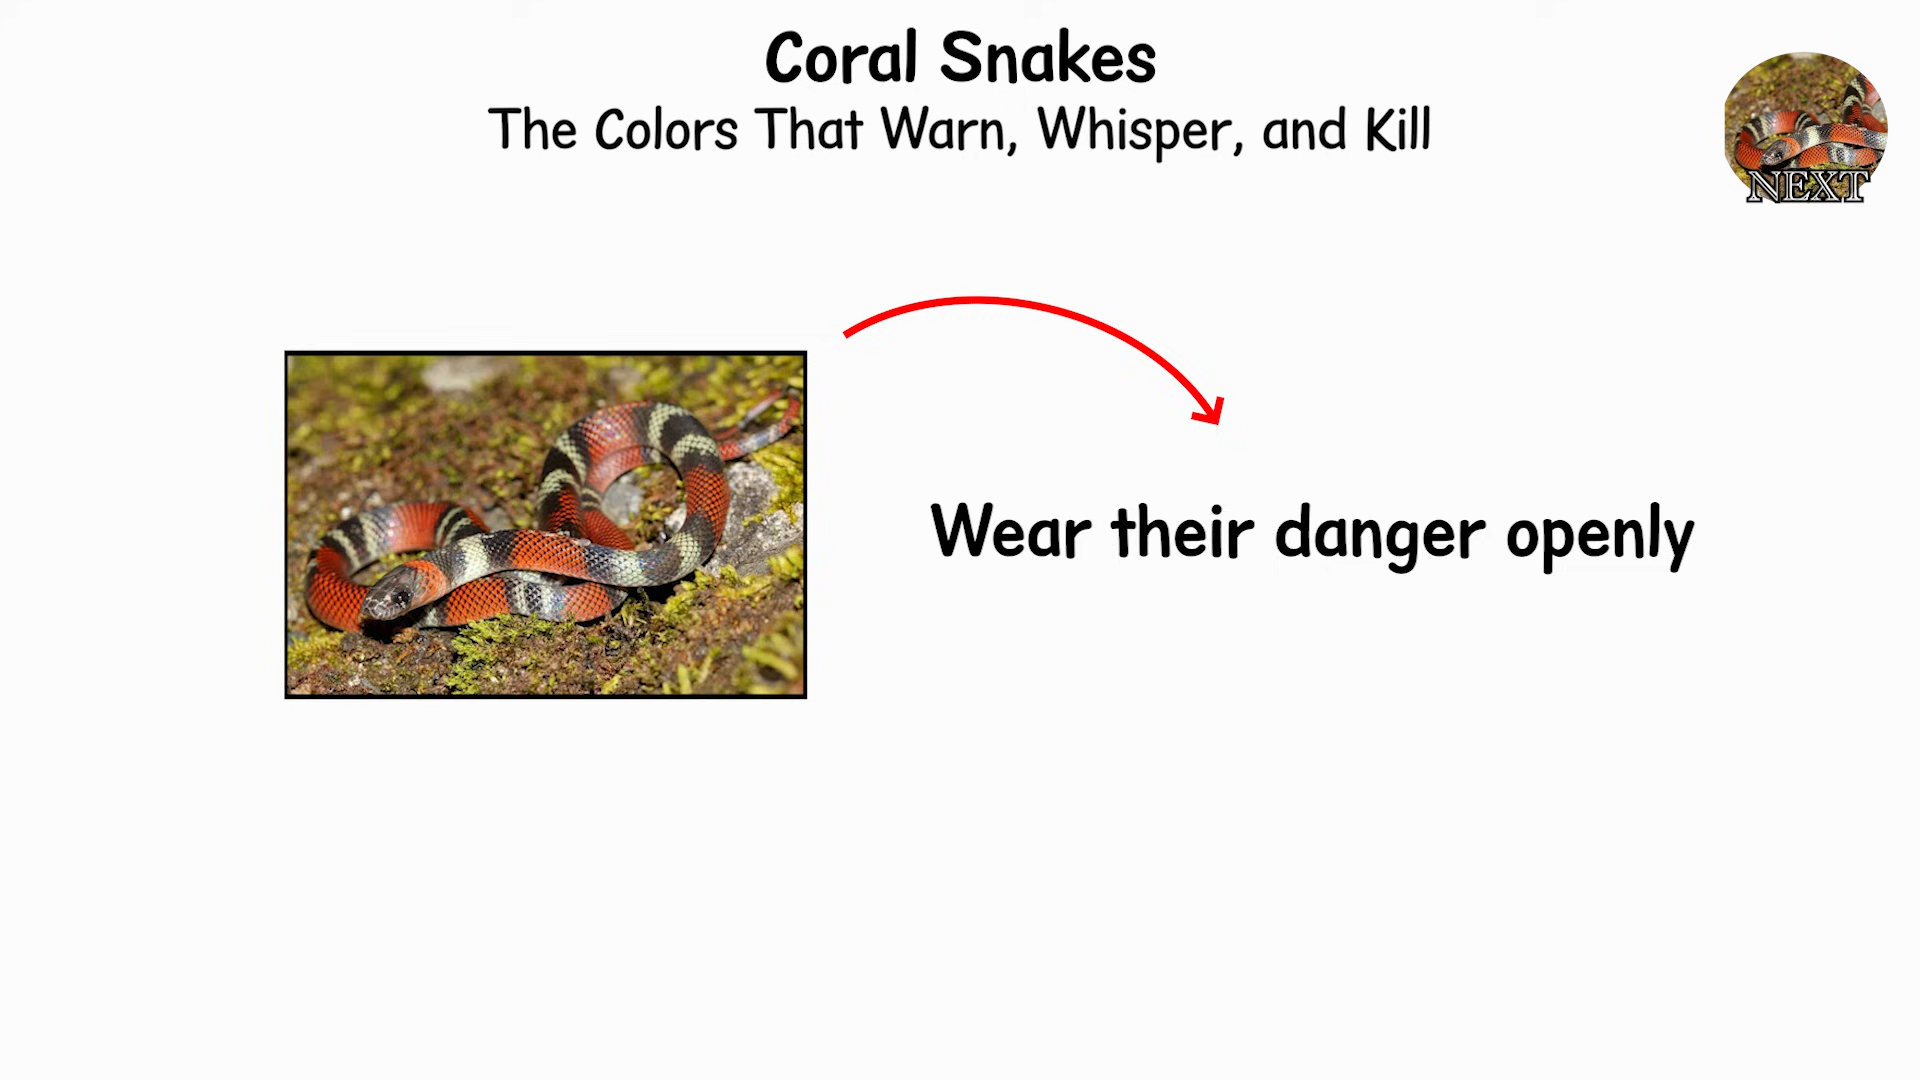 Coral Snakes
The Colors That Warn, Whisper, and Kill
NEXT
Wear their danger openly